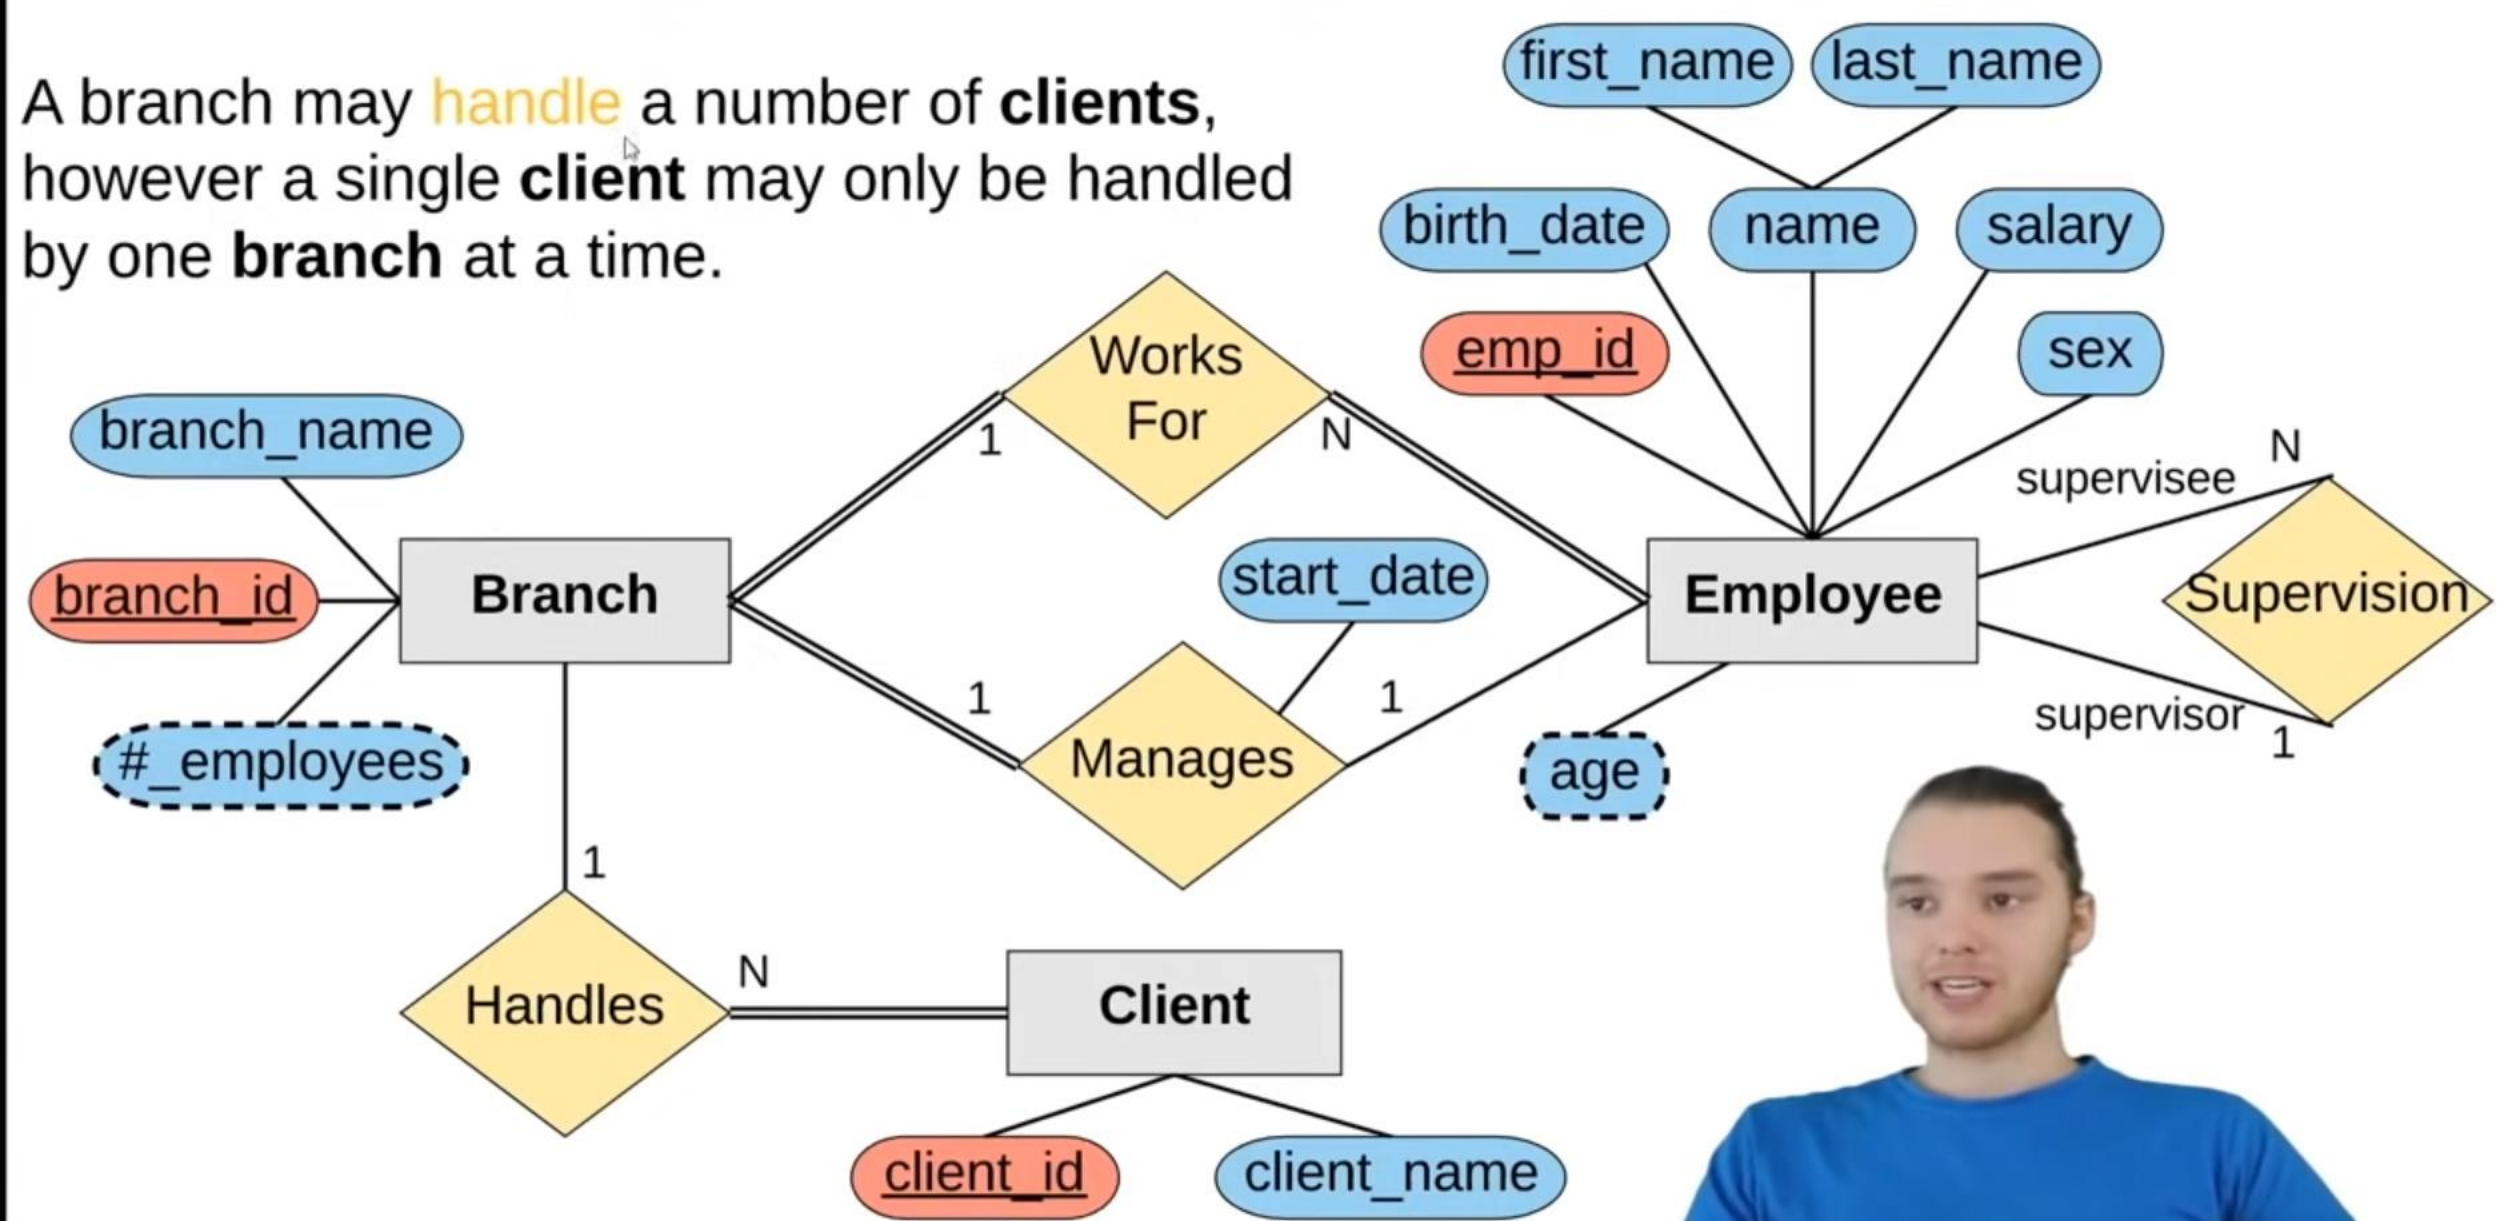 A branch may handle a number of clients,
however a single client may only be handled
by one branch at a time.
first_name
last_name
birth_date
name
salary
emp_id
sex
Works
For
1
N
branch_name
branch_id
#_employees
Branch
start_date
Employee
supervisee
N
Supervision
supervisor
1
1
Manages
1
age
1
Handles
N
Client
client_id
client_name